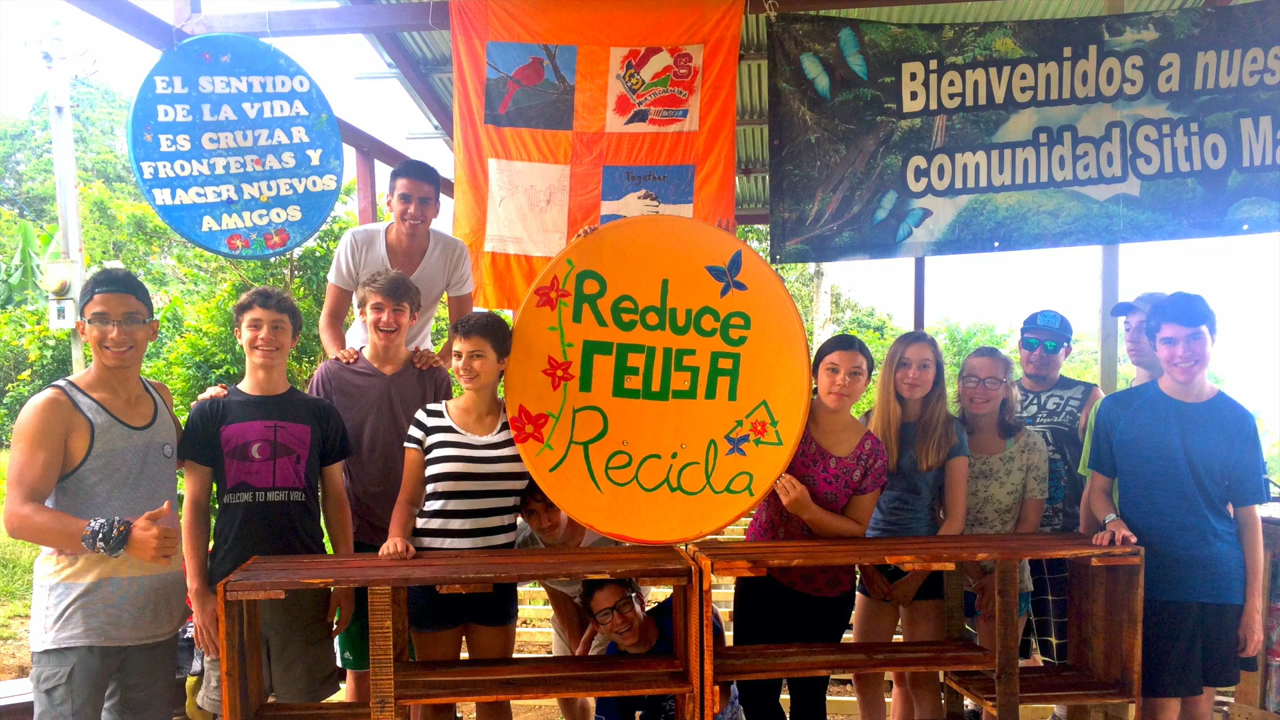 EL SENTIDO
DE LA VIDA
ES CRUZAR
FRONTERAS Y
HACER NUEVOS
AMIGOS
Together
Bienvenidos a nues
comunidad Sitio Ma
Reduce
rEUSA
Recicla
WELCOME TO NIGHT VALE